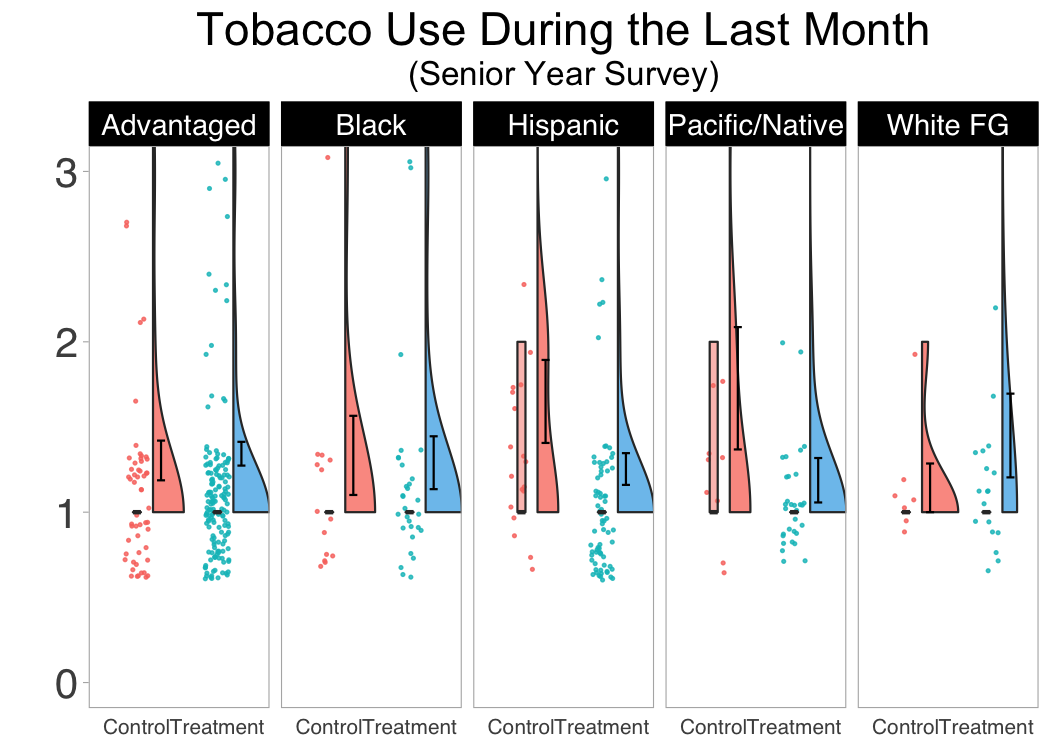 Tobacco Use During the Last Month
(Senior Year Survey)
Advantaged Black Hispanic Pacific/Native White FG
3
2
1
0
ControlTreatment ControlTreatment ControlTreatment ControlTreatment ControlTreatment